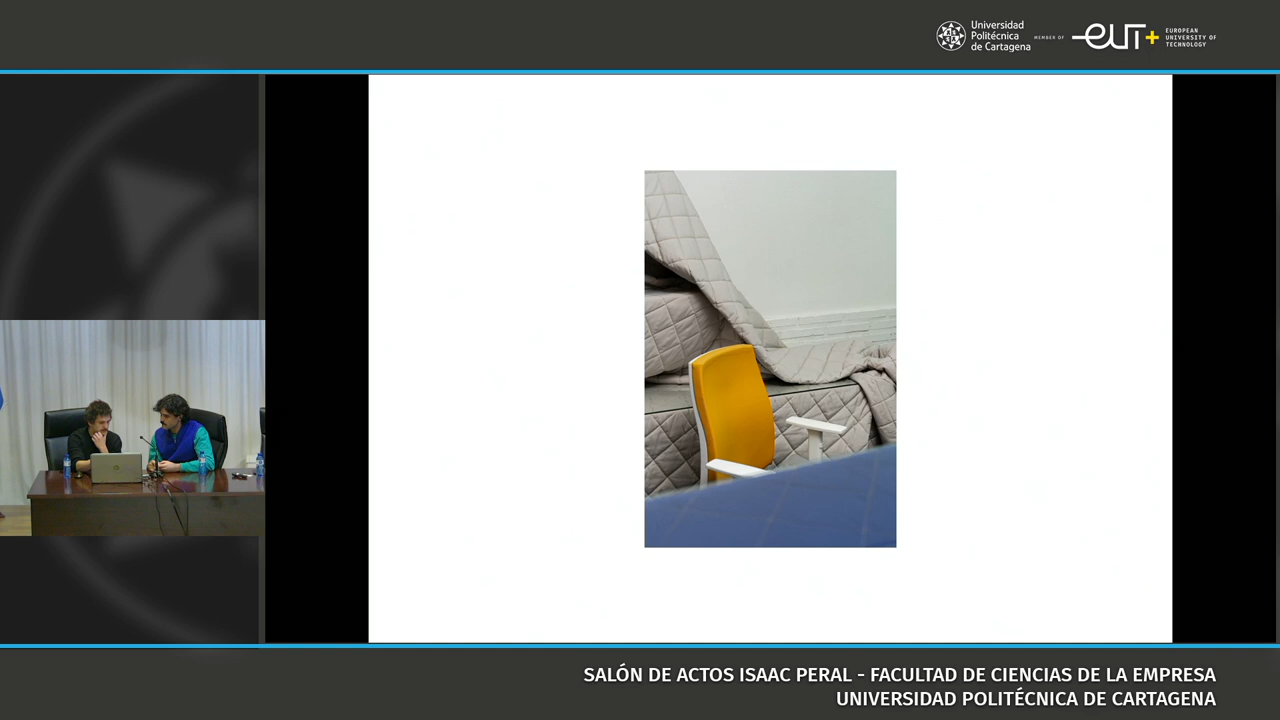 Universidad
Politécnica
de Cartagena
MEMBER OF
eut+
EUROPEAN
UNIVERSITY OF
TECHNOLOGY
SALÓN DE ACTOS ISAAC PERAL - FACULTAD DE CIENCIAS DE LA EMPRESA
UNIVERSIDAD POLITÉCNICA DE CARTAGENA